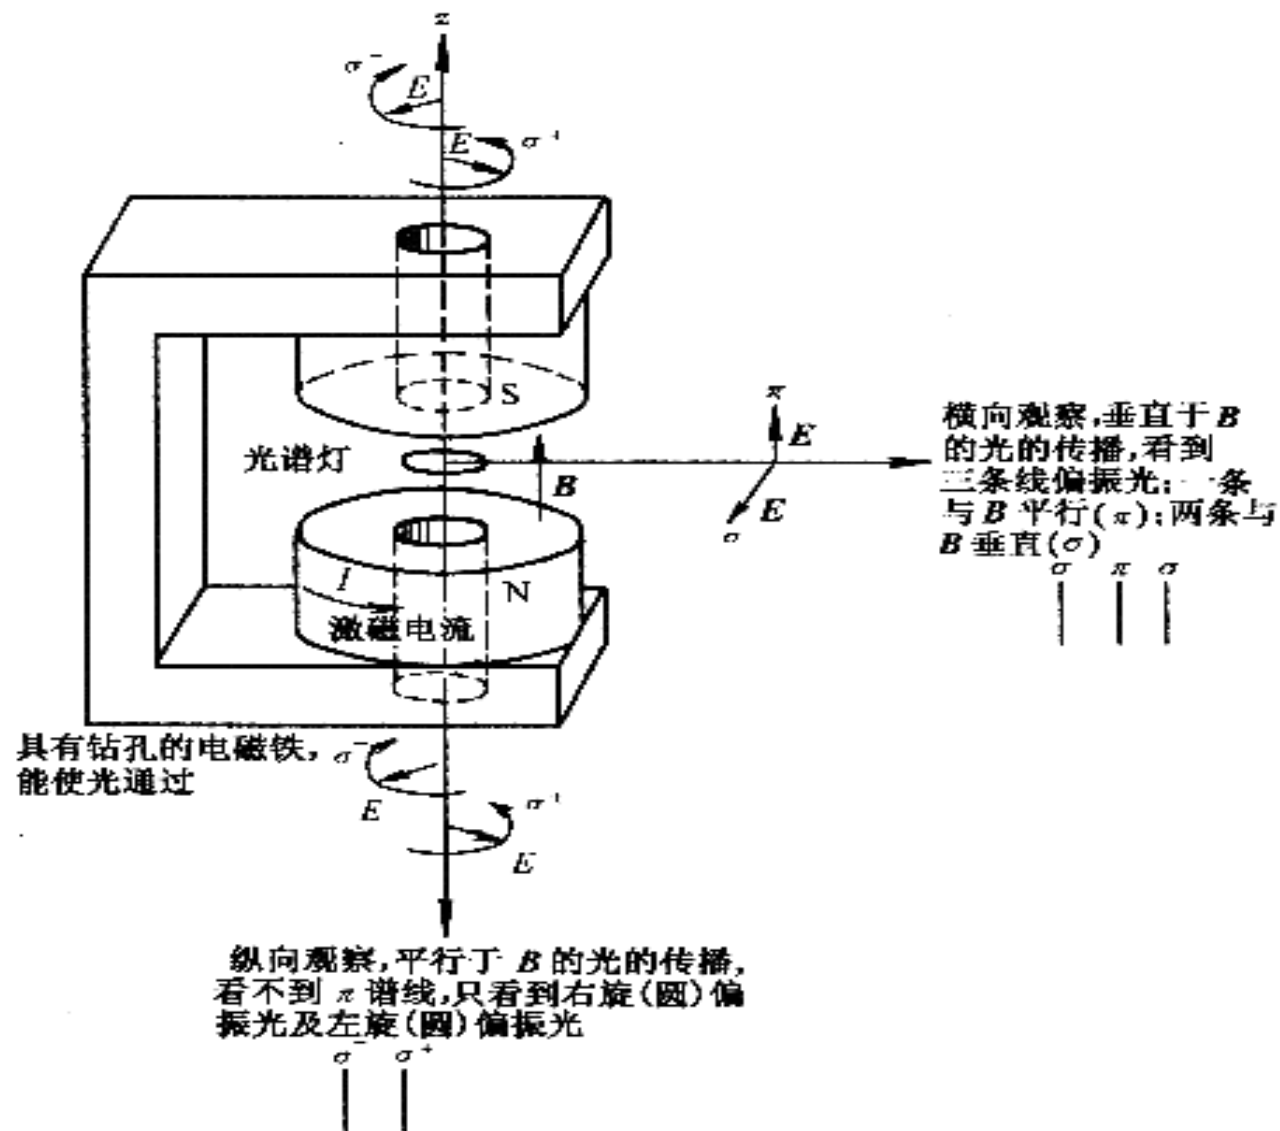 z
σ⁻
E
E
σ⁺
S
光谱灯
B
π
E
E
σ
横向观察,垂直于B
的光的传播,看到
三条线偏振光;一条
与B平行(π);两条与
B垂直(σ)
σ π σ
I
N
激磁电流
具有钻孔的电磁铁,
能使光通过
σ⁻
E
σ⁺
E
纵向观察,平行于 B 的光的传播,
看不到π谱线,只看到右旋(圆)偏
振光及左旋(圆)偏振光
σ⁻ σ⁺